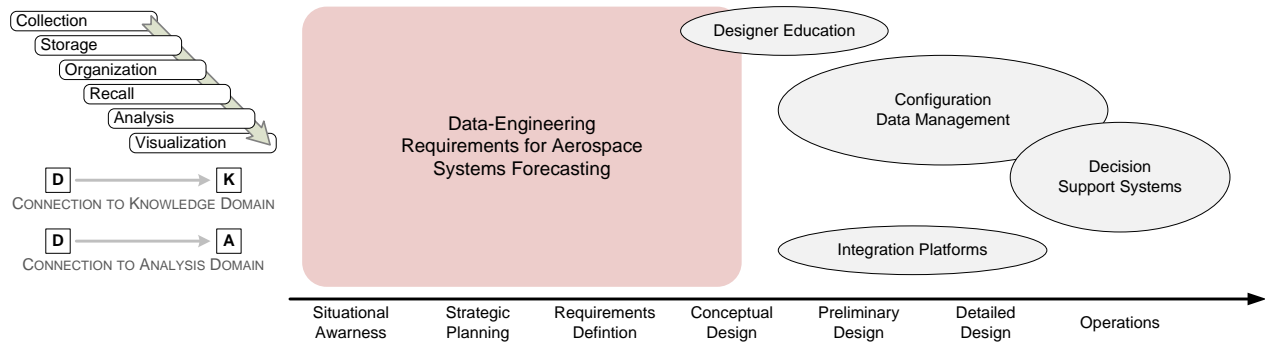 Collection
Storage
Organization
Recall
Analysis
Visualization
D
K
CONNECTION TO KNOWLEDGE DOMAIN
D
A
CONNECTION TO ANALYSIS DOMAIN
Data-Engineering
Requirements for Aerospace
Systems Forecasting
Designer Education
Configuration
Data Management
Decision
Support Systems
Integration Platforms
Situational
Awarness
Strategic
Planning
Requirements
Defintion
Conceptual
Design
Preliminary
Design
Detailed
Design
Operations